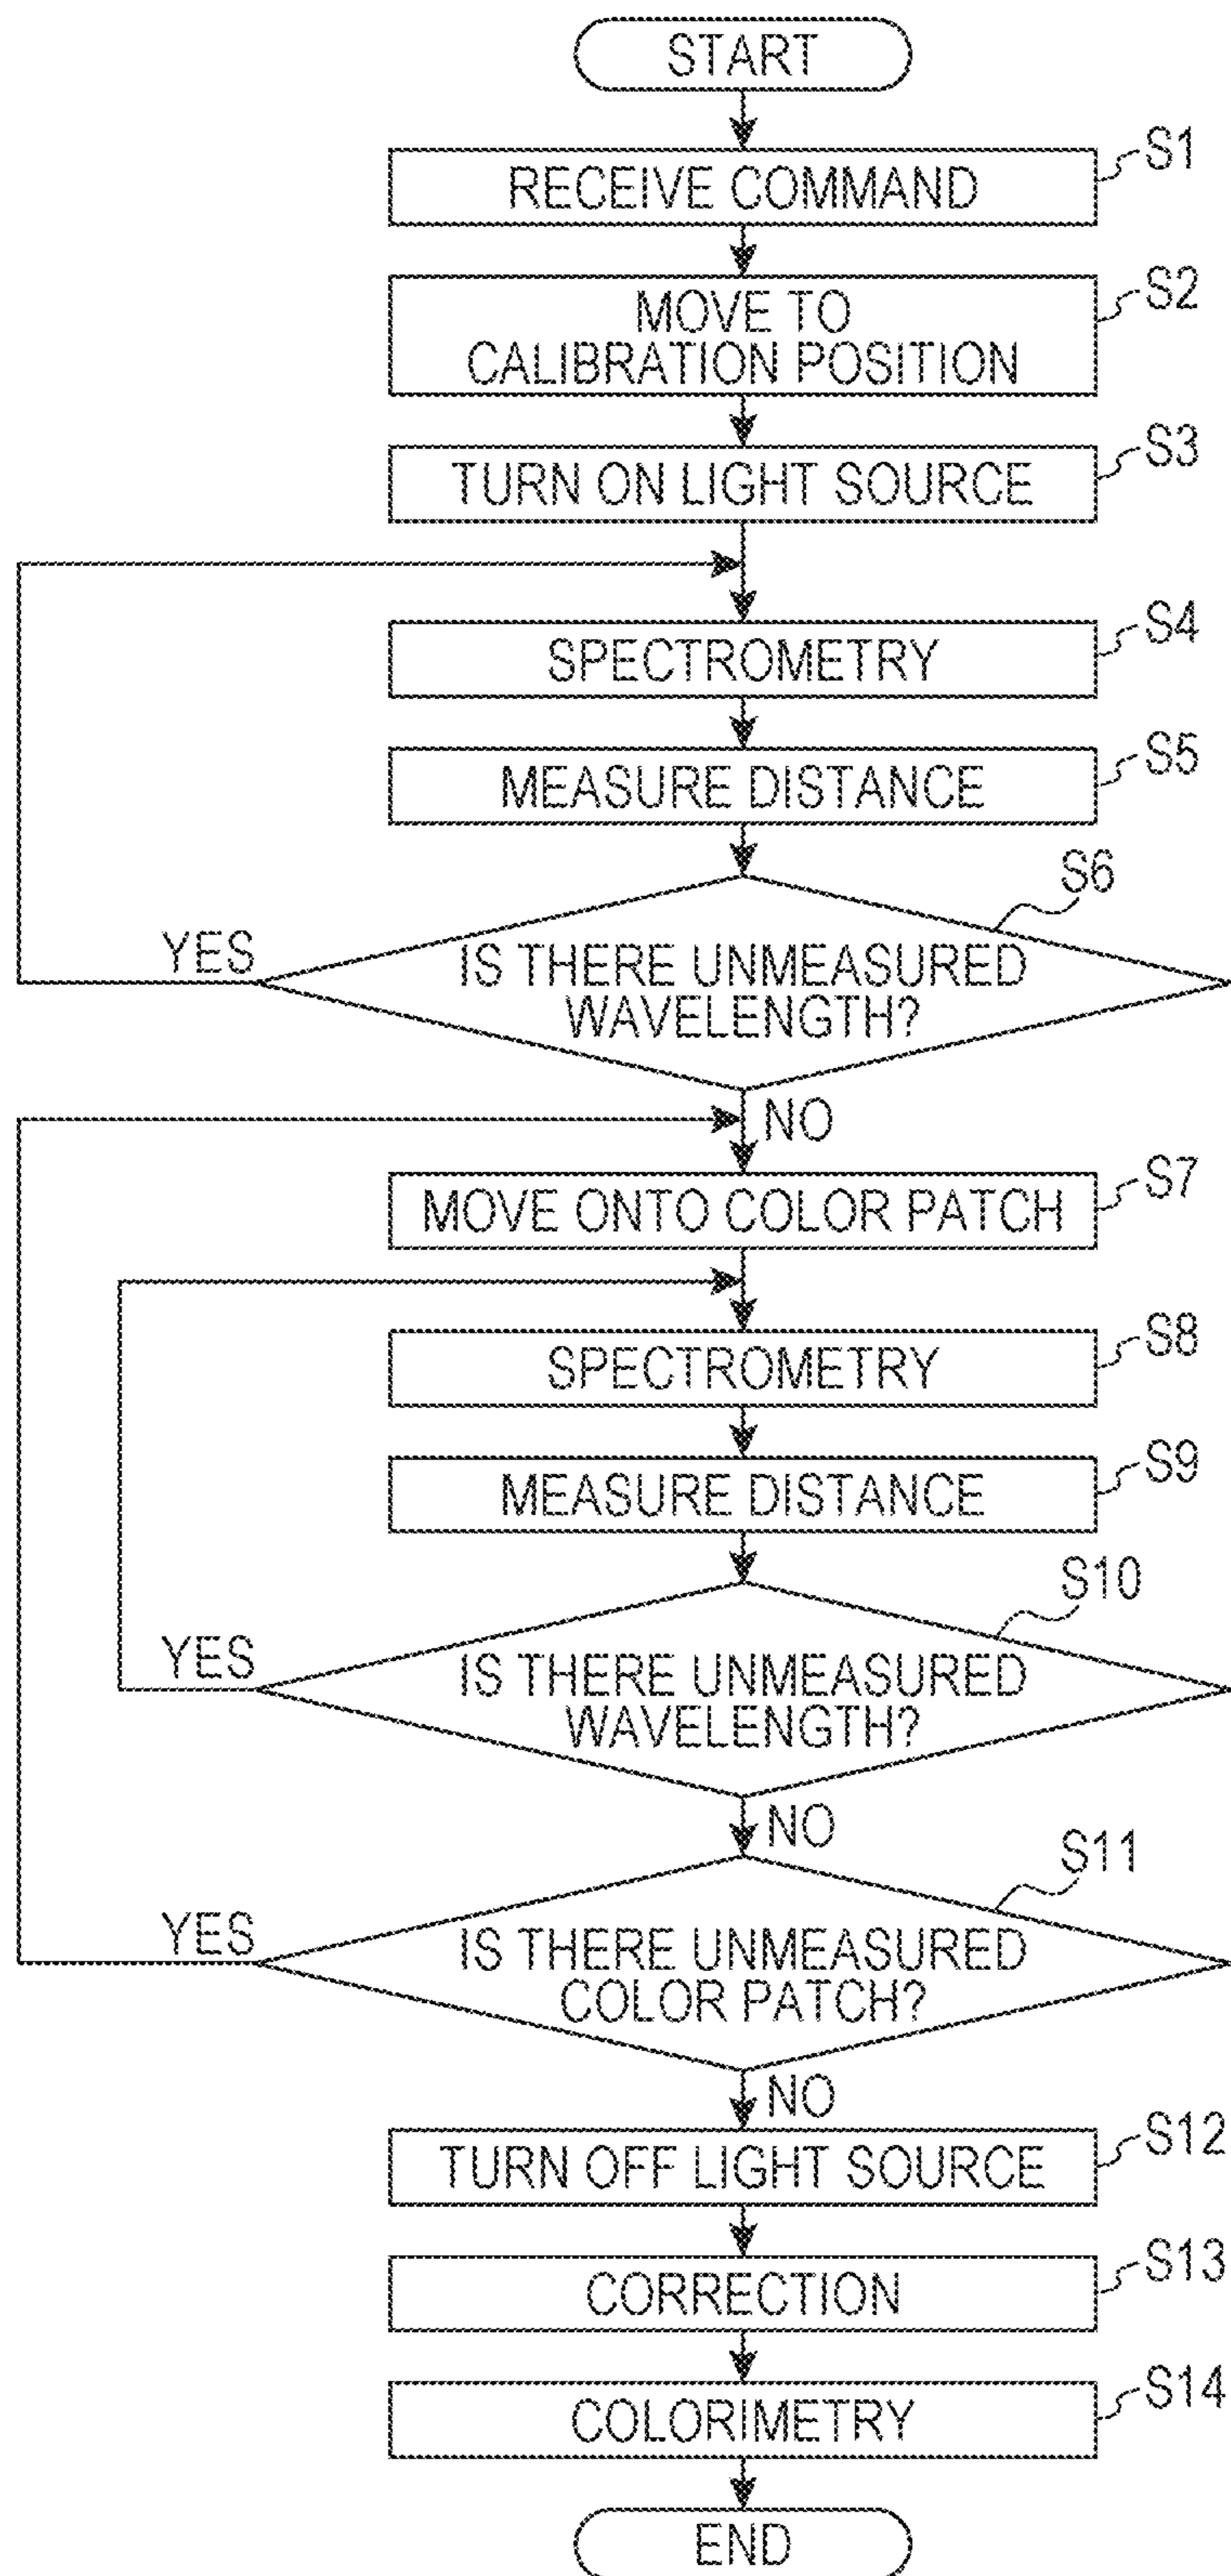 START
S1
RECEIVE COMMAND
S2
MOVE TO
CALIBRATION POSITION
S3
TURN ON LIGHT SOURCE
S4
SPECTROMETRY
S5
MEASURE DISTANCE
S6
YES
IS THERE UNMEASURED
WAVELENGTH?
NO
S7
MOVE ONTO COLOR PATCH
S8
SPECTROMETRY
S9
MEASURE DISTANCE
S10
YES
IS THERE UNMEASURED
WAVELENGTH?
NO
S11
YES
IS THERE UNMEASURED
COLOR PATCH?
NO
S12
TURN OFF LIGHT SOURCE
S13
CORRECTION
S14
COLORIMETRY
END